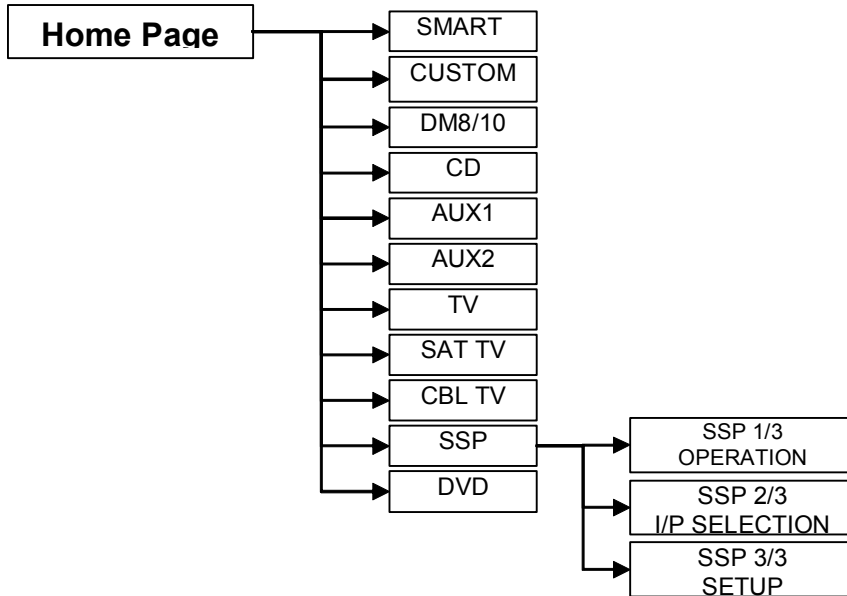 Home Page
SMART
CUSTOM
DM8/10
CD
AUX1
AUX2
TV
SAT TV
CBL TV
SSP
DVD
SSP 1/3
OPERATION
SSP 2/3
I/P SELECTION
SSP 3/3
SETUP